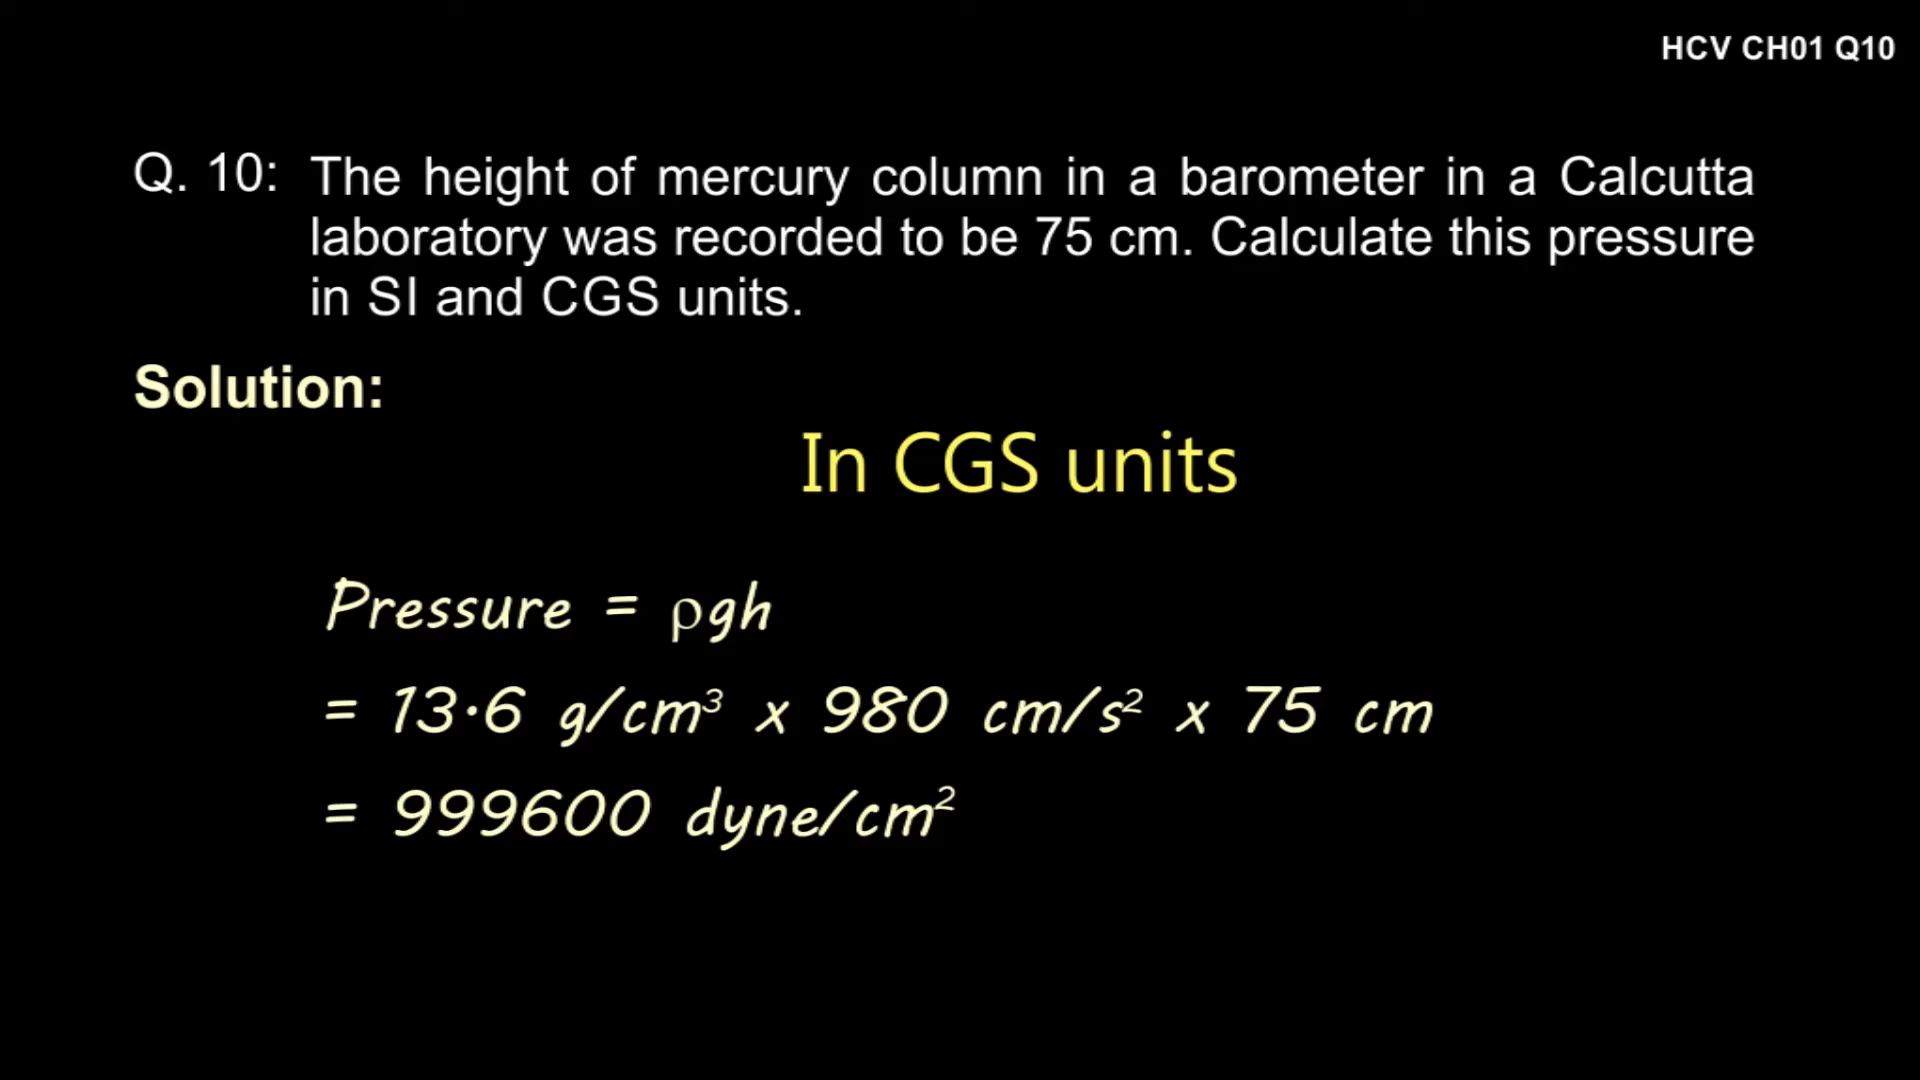 HCV CH01 Q10
Q. 10: The height of mercury column in a barometer in a Calcutta
laboratory was recorded to be 75 cm. Calculate this pressure
in SI and CGS units.
Solution:
In CGS units
Pressure = ρgh
= 13·6 g/cm³ x 980 cm/s² x 75 cm
= 999600 dyne/cm²